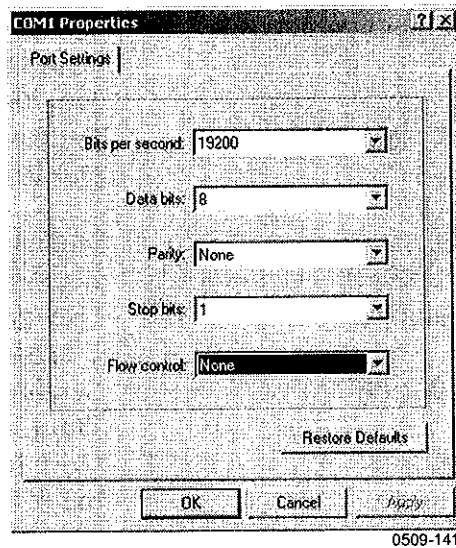 COM1 Properties
Port Settings
Bits per second: 19200
Data bits: 8
Parity: None
Stop bits: 1
Flow control: None
Restore Defaults
OK Cancel Apply
0509-141